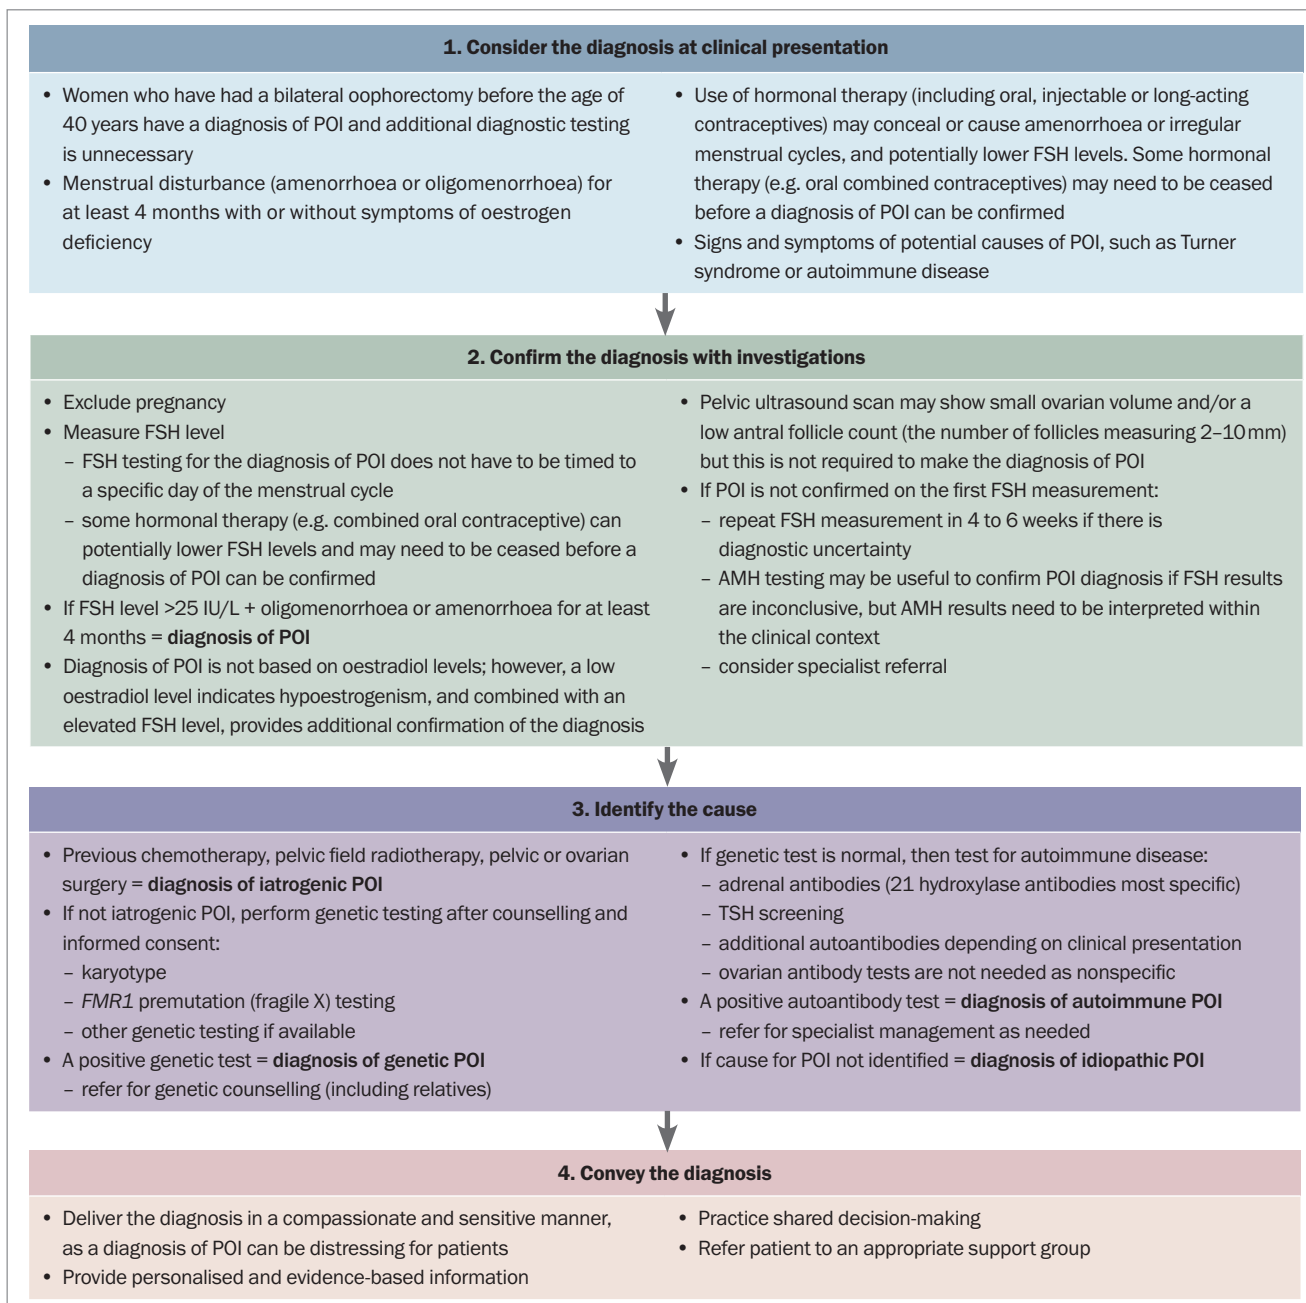 1. Consider the diagnosis at clinical presentation
• Women who have had a bilateral oophorectomy before the age of
40 years have a diagnosis of POI and additional diagnostic testing
is unnecessary
• Menstrual disturbance (amenorrhoea or oligomenorrhoea) for
at least 4 months with or without symptoms of oestrogen
deficiency
• Use of hormonal therapy (including oral, injectable or long-acting
contraceptives) may conceal or cause amenorrhoea or irregular
menstrual cycles, and potentially lower FSH levels. Some hormonal
therapy (e.g. oral combined contraceptives) may need to be ceased
before a diagnosis of POI can be confirmed
• Signs and symptoms of potential causes of POI, such as Turner
syndrome or autoimmune disease
2. Confirm the diagnosis with investigations
• Exclude pregnancy
• Measure FSH level
– FSH testing for the diagnosis of POI does not have to be timed to
a specific day of the menstrual cycle
– some hormonal therapy (e.g. combined oral contraceptive) can
potentially lower FSH levels and may need to be ceased before a
diagnosis of POI can be confirmed
• If FSH level >25 IU/L + oligomenorrhoea or amenorrhoea for at least
4 months = diagnosis of POI
• Diagnosis of POI is not based on oestradiol levels; however, a low
oestradiol level indicates hypoestrogenism, and combined with an
elevated FSH level, provides additional confirmation of the diagnosis
• Pelvic ultrasound scan may show small ovarian volume and/or a
low antral follicle count (the number of follicles measuring 2–10 mm)
but this is not required to make the diagnosis of POI
• If POI is not confirmed on the first FSH measurement:
– repeat FSH measurement in 4 to 6 weeks if there is
diagnostic uncertainty
– AMH testing may be useful to confirm POI diagnosis if FSH results
are inconclusive, but AMH results need to be interpreted within
the clinical context
– consider specialist referral
3. Identify the cause
• Previous chemotherapy, pelvic field radiotherapy, pelvic or ovarian
surgery = diagnosis of iatrogenic POI
• If not iatrogenic POI, perform genetic testing after counselling and
informed consent:
– karyotype
– FMR1 premutation (fragile X) testing
– other genetic testing if available
• A positive genetic test = diagnosis of genetic POI
– refer for genetic counselling (including relatives)
• If genetic test is normal, then test for autoimmune disease:
– adrenal antibodies (21 hydroxylase antibodies most specific)
– TSH screening
– additional autoantibodies depending on clinical presentation
– ovarian antibody tests are not needed as nonspecific
• A positive autoantibody test = diagnosis of autoimmune POI
– refer for specialist management as needed
• If cause for POI not identified = diagnosis of idiopathic POI
4. Convey the diagnosis
• Deliver the diagnosis in a compassionate and sensitive manner,
as a diagnosis of POI can be distressing for patients
• Provide personalised and evidence-based information
• Practice shared decision-making
• Refer patient to an appropriate support group